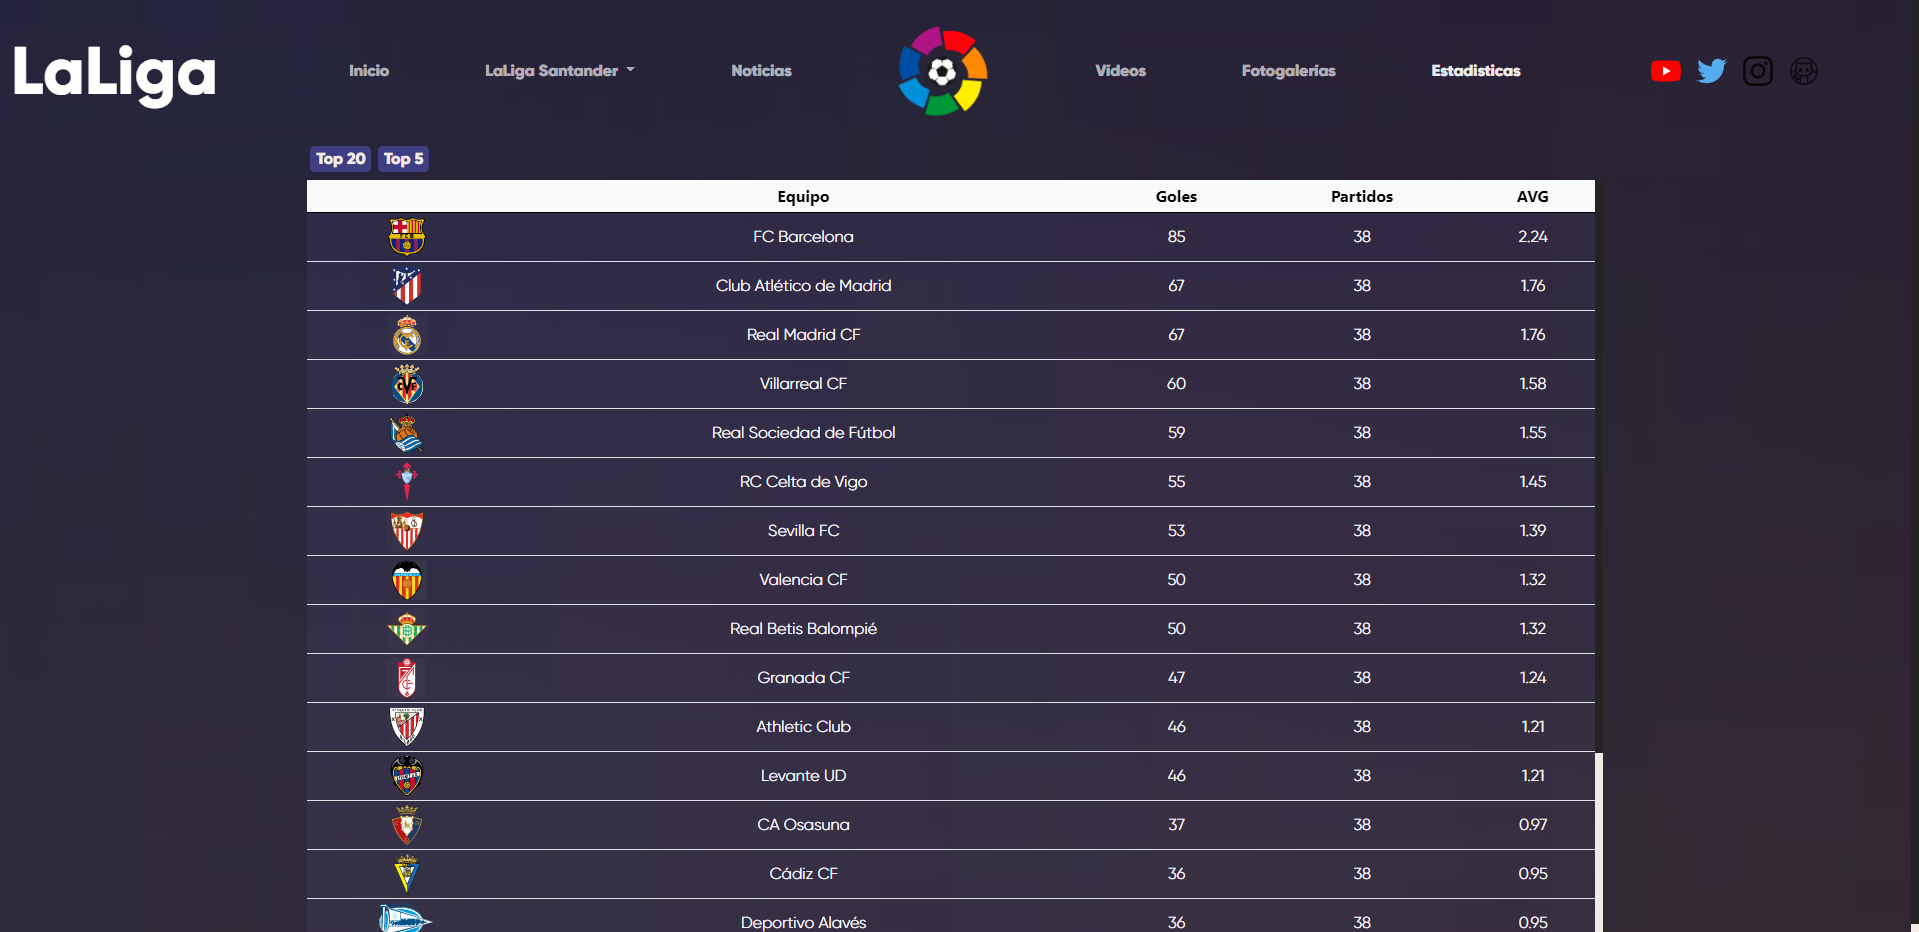 LaLiga
Inicio
LaLiga Santander
Noticias
Vídeos
Fotogalerías
Estadisticas
Top 20 Top 5
Equipo Goles Partidos AVG
FC Barcelona 85 38 2.24
Club Atlético de Madrid 67 38 1.76
Real Madrid CF 67 38 1.76
Villarreal CF 60 38 1.58
Real Sociedad de Fútbol 59 38 1.55
RC Celta de Vigo 55 38 1.45
Sevilla FC 53 38 1.39
Valencia CF 50 38 1.32
Real Betis Balompié 50 38 1.32
Granada CF 47 38 1.24
Athletic Club 46 38 1.21
Levante UD 46 38 1.21
CA Osasuna 37 38 0.97
Cádiz CF 36 38 0.95
Deportivo Alavés 36 38 0.95